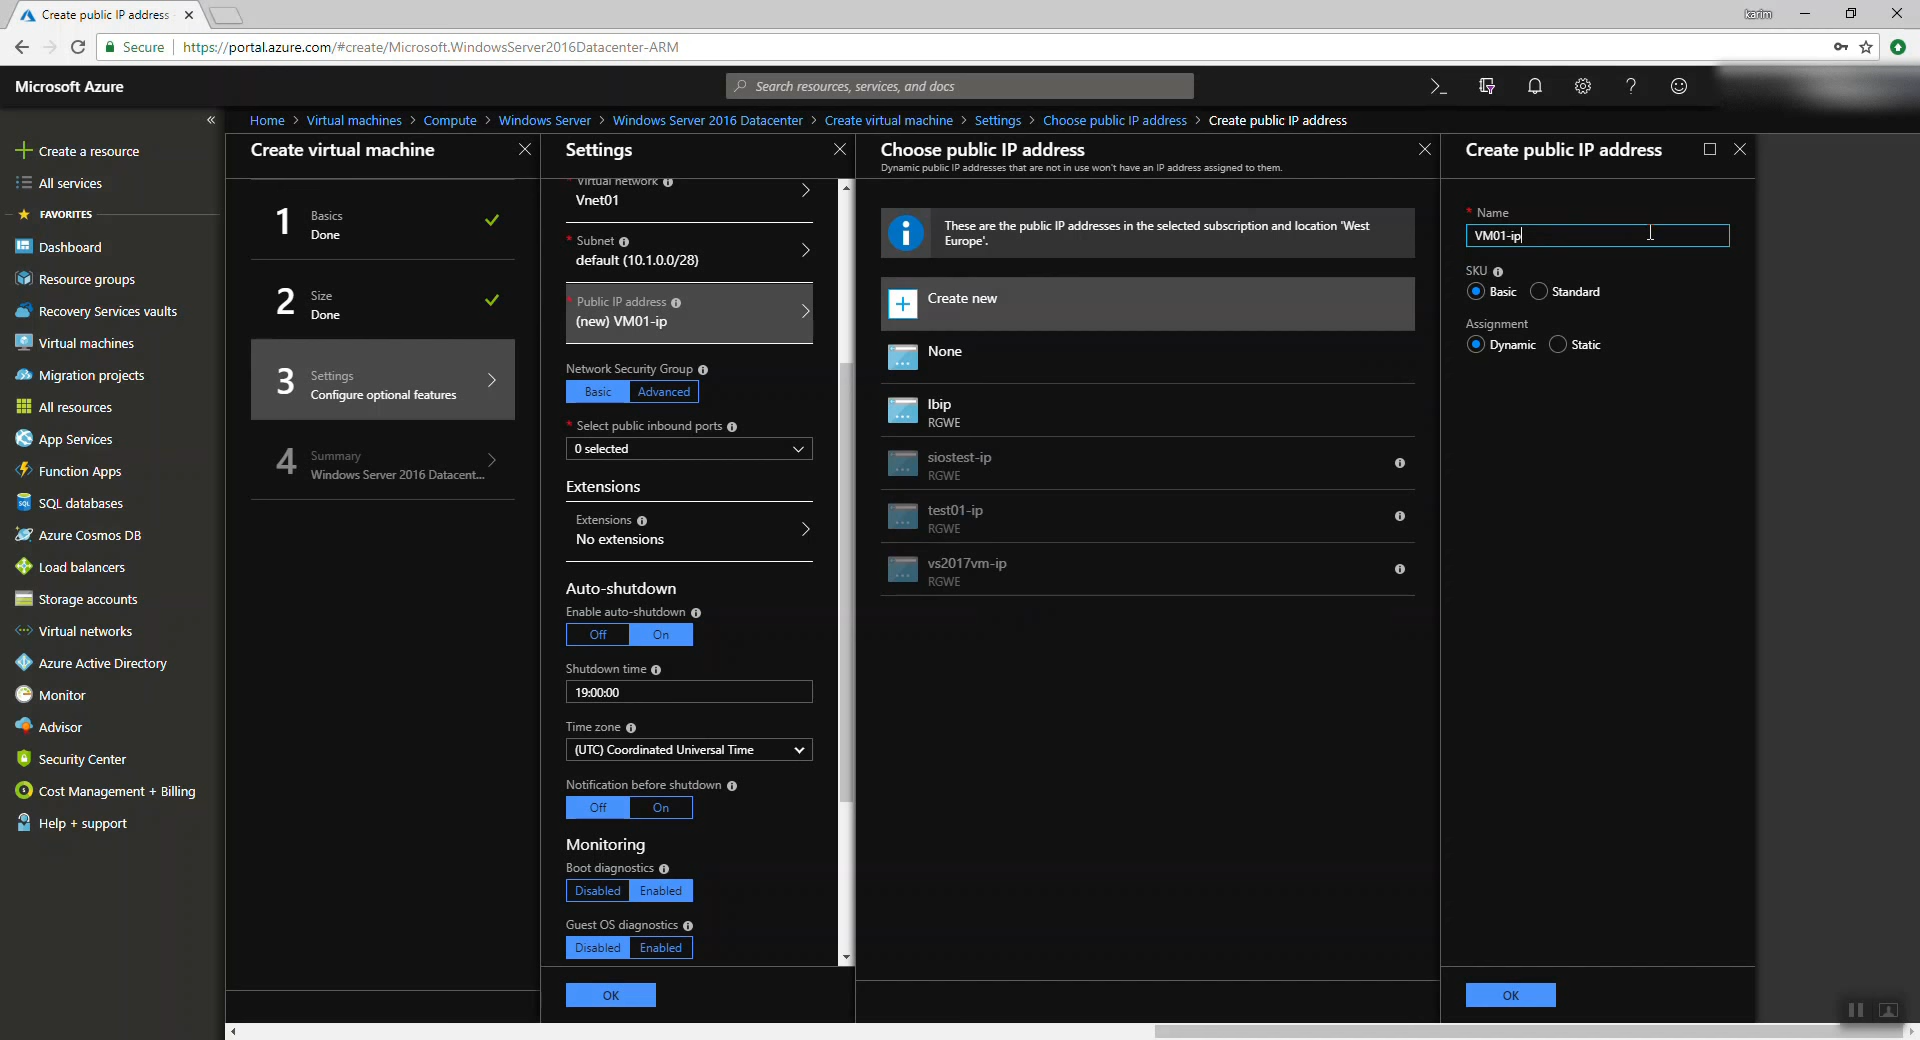 Create public IP address
karim
Secure
https://portal.azure.com/#create/Microsoft.WindowsServer2016Datacenter-ARM
Microsoft Azure
Search resources, services, and docs
Home > Virtual machines > Compute > Windows Server > Windows Server 2016 Datacenter > Create virtual machine > Settings > Choose public IP address > Create public IP address
Create a resource
All services
FAVORITES
Dashboard
Resource groups
Recovery Services vaults
Virtual machines
Migration projects
All resources
App Services
Function Apps
SQL databases
Azure Cosmos DB
Load balancers
Storage accounts
Virtual networks
Azure Active Directory
Monitor
Advisor
Security Center
Cost Management + Billing
Help + support
Create virtual machine
1 Basics
Done
2 Size
Done
3 Settings
Configure optional features
4 Summary
Windows Server 2016 Datacent...
Settings
* Virtual network
Vnet01
* Subnet
default (10.1.0.0/28)
* Public IP address
(new) VM01-ip
Network Security Group
Basic Advanced
* Select public inbound ports
0 selected
Extensions
Extensions
No extensions
Auto-shutdown
Enable auto-shutdown
Off On
Shutdown time
19:00:00
Time zone
(UTC) Coordinated Universal Time
Notification before shutdown
Off On
Monitoring
Boot diagnostics
Disabled Enabled
Guest OS diagnostics
Disabled Enabled
OK
Choose public IP address
Dynamic public IP addresses that are not in use won't have an IP address assigned to them.
These are the public IP addresses in the selected subscription and location 'West
Europe'.
Create new
None
lbip
RGWE
siostest-ip
RGWE
test01-ip
RGWE
vs2017vm-ip
RGWE
Create public IP address
* Name
VM01-ip
SKU
Basic Standard
Assignment
Dynamic Static
OK